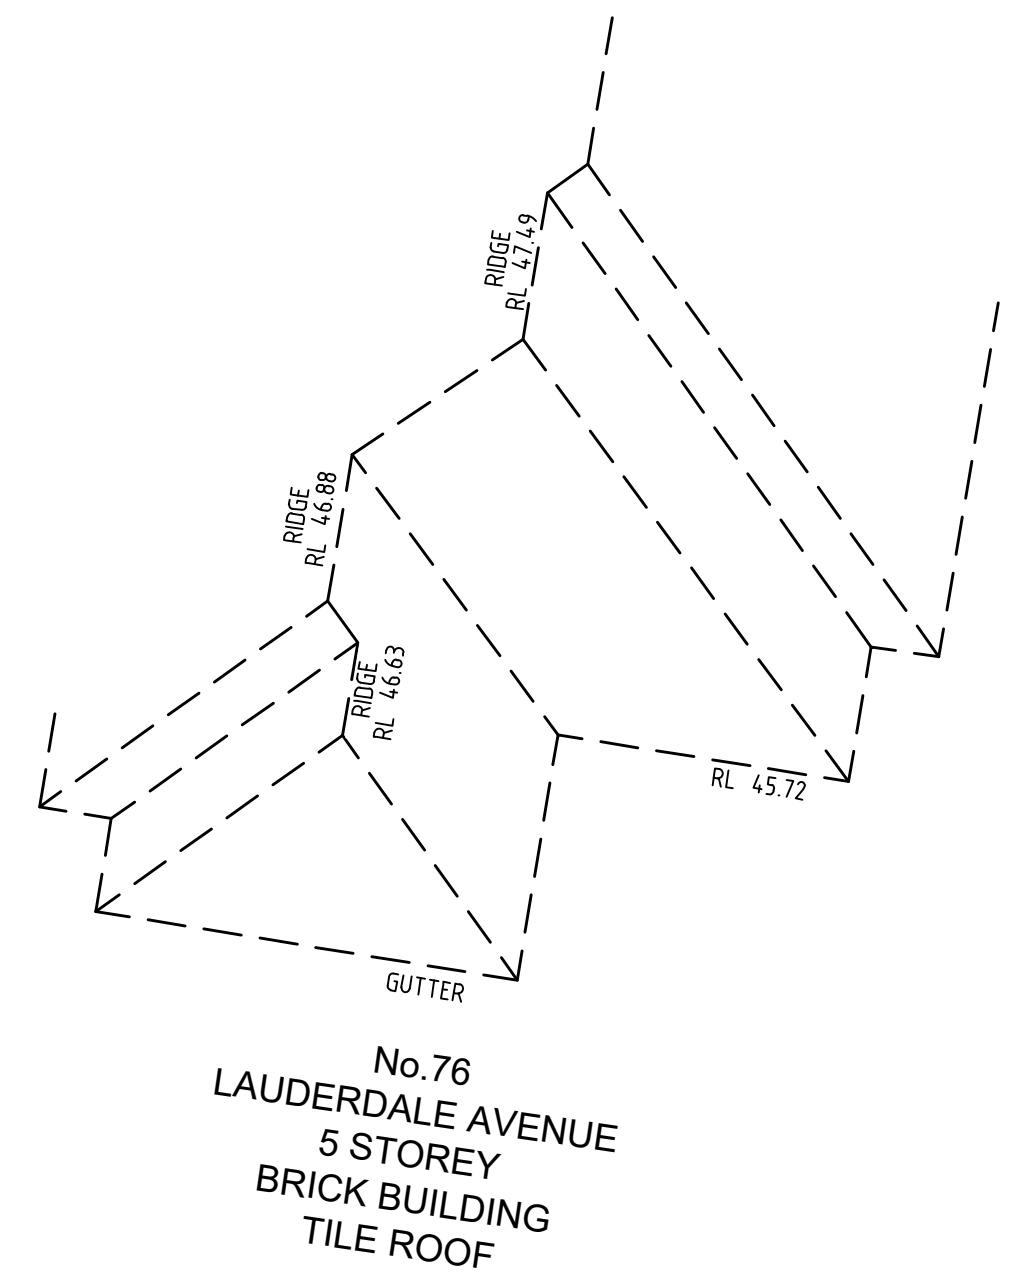 RIDGE
RL 47.49
RIDGE
RL 46.88
RIDGE
RL 46.63
RL 45.72
GUTTER
No.76
LAUDERDALE AVENUE
5 STOREY
BRICK BUILDING
TILE ROOF